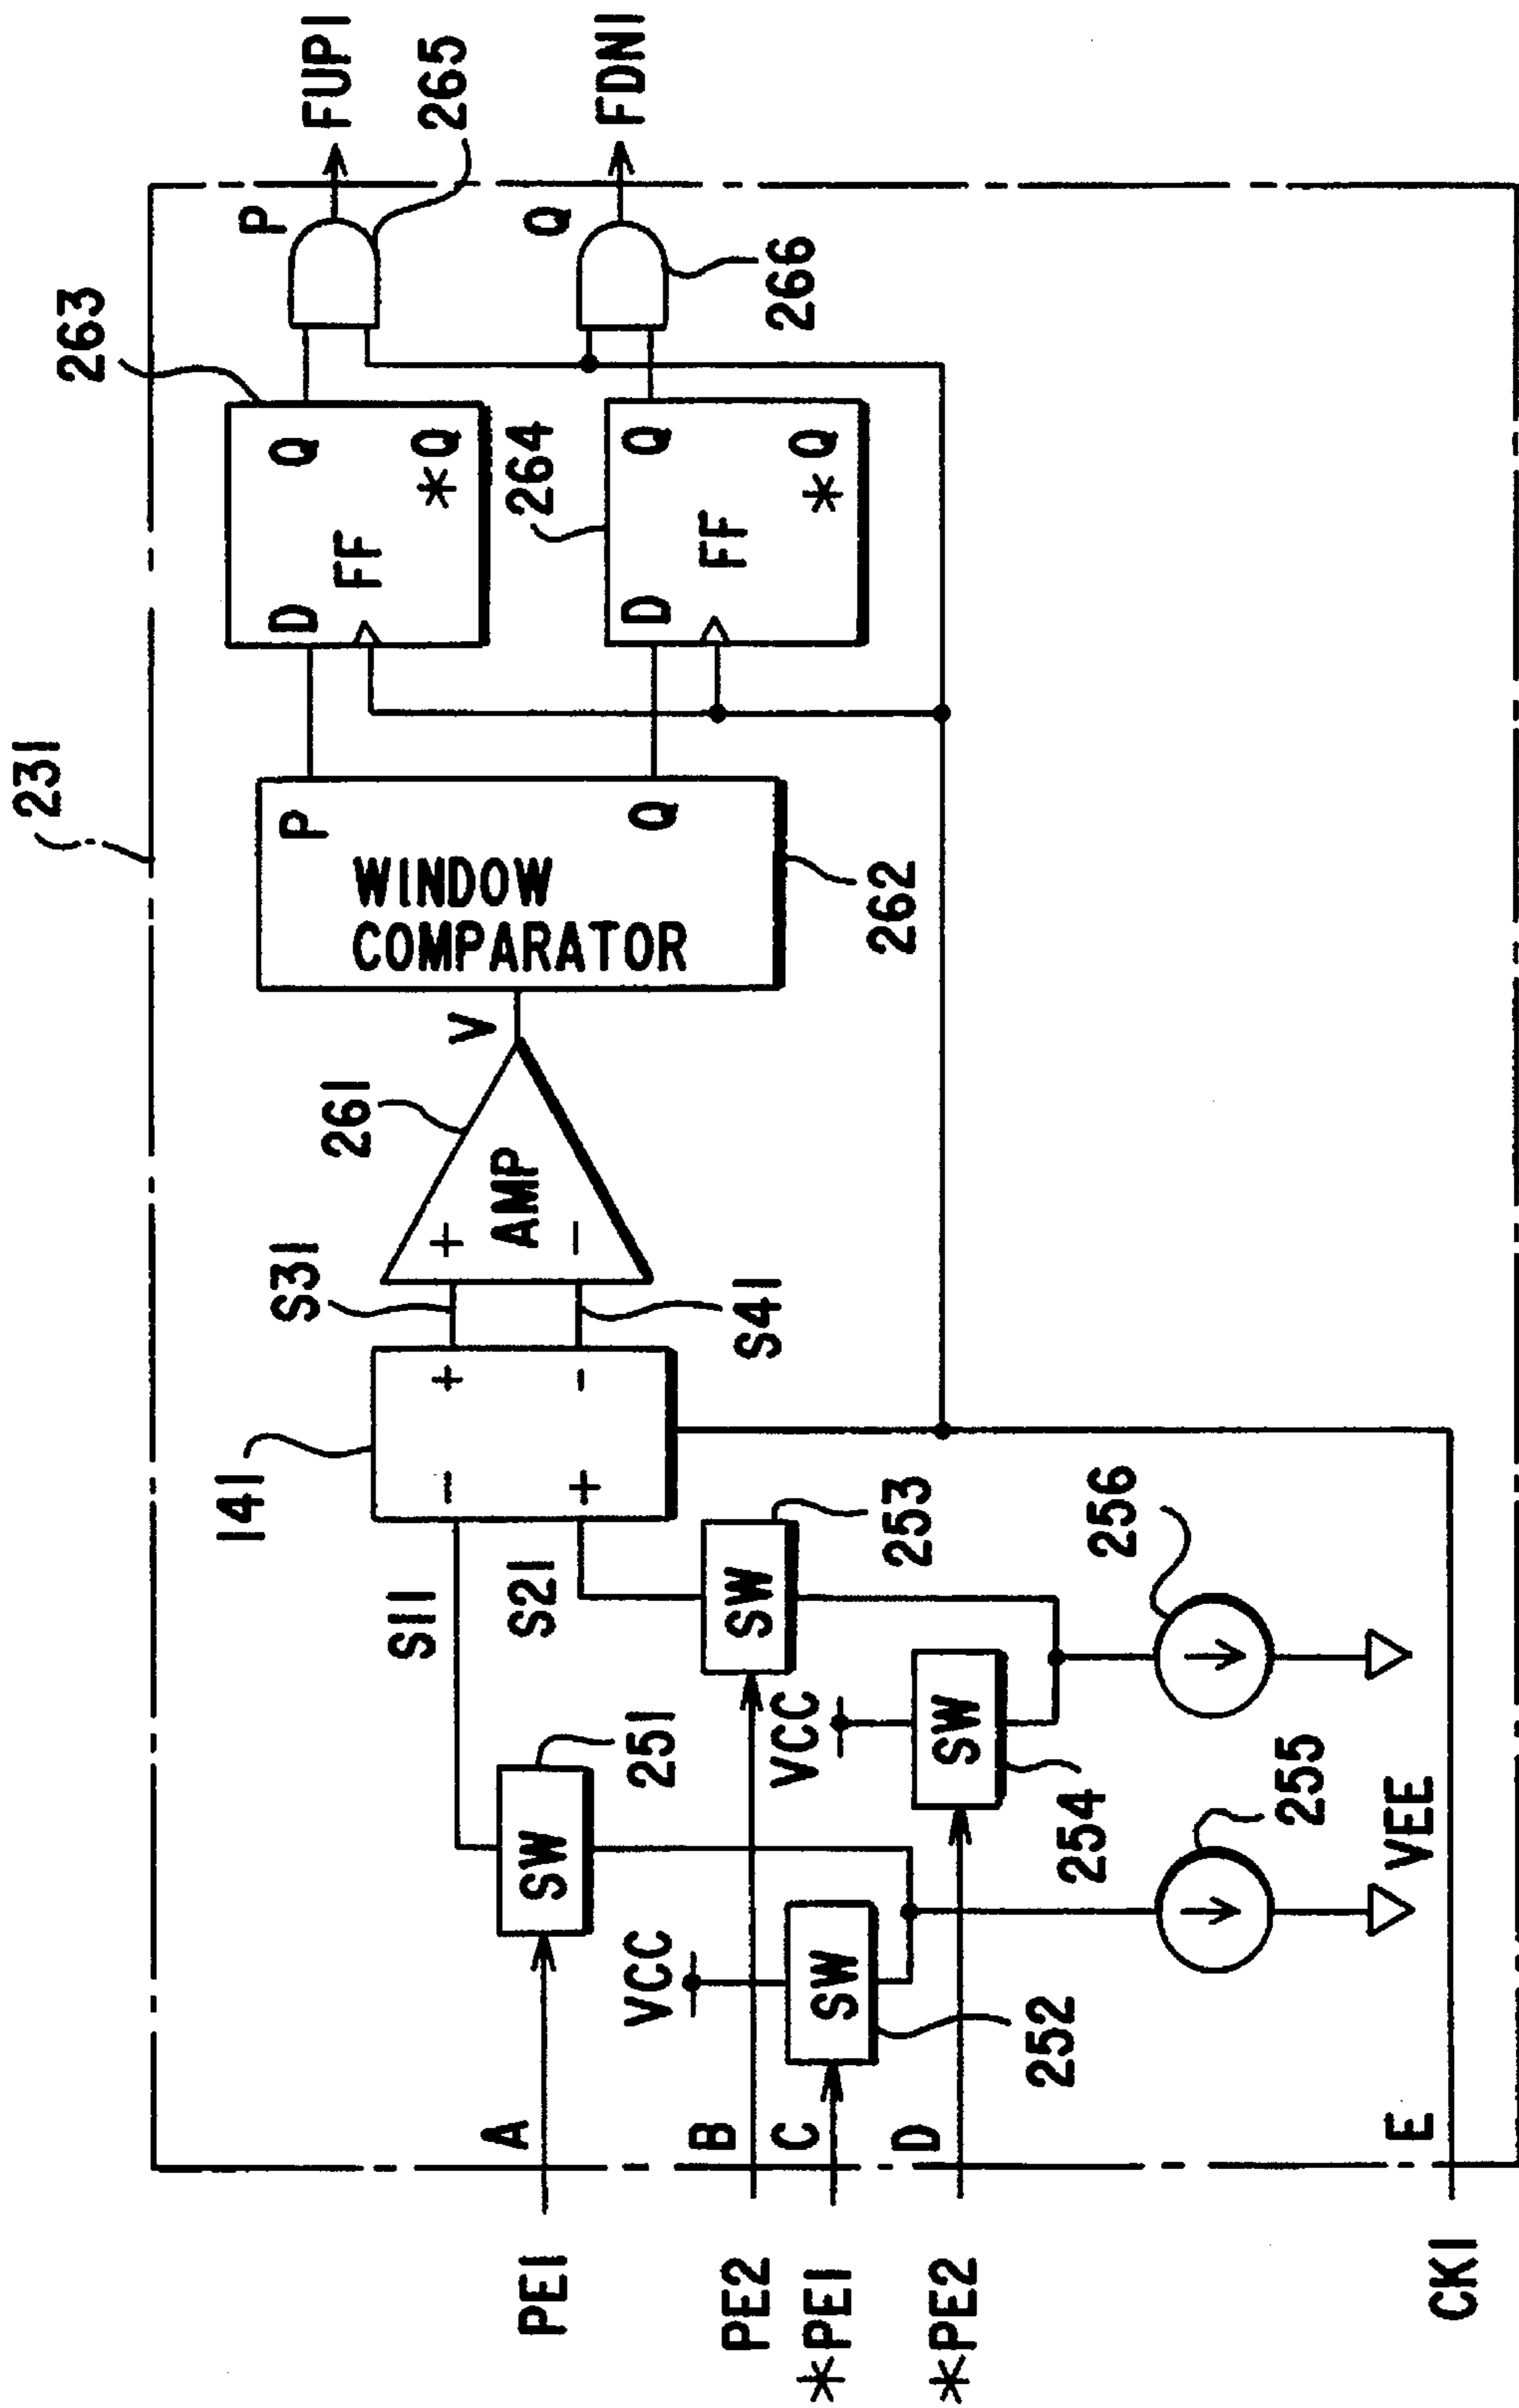 231
PE1
A
PE2
B
*PE1
C
*PE2
D
CK1
E
SW
251
VCC
SW
252
SW
253
VCC
SW
254
255
256
VEE
S11
S21
141
-
+
+
-
S31
S41
+
-
AMP
261
V
WINDOW
COMPARATOR
P
Q
262
D
Q
FF
*Q
263
D
Q
FF
*Q
264
P
265
FUP1
Q
266
FDN1